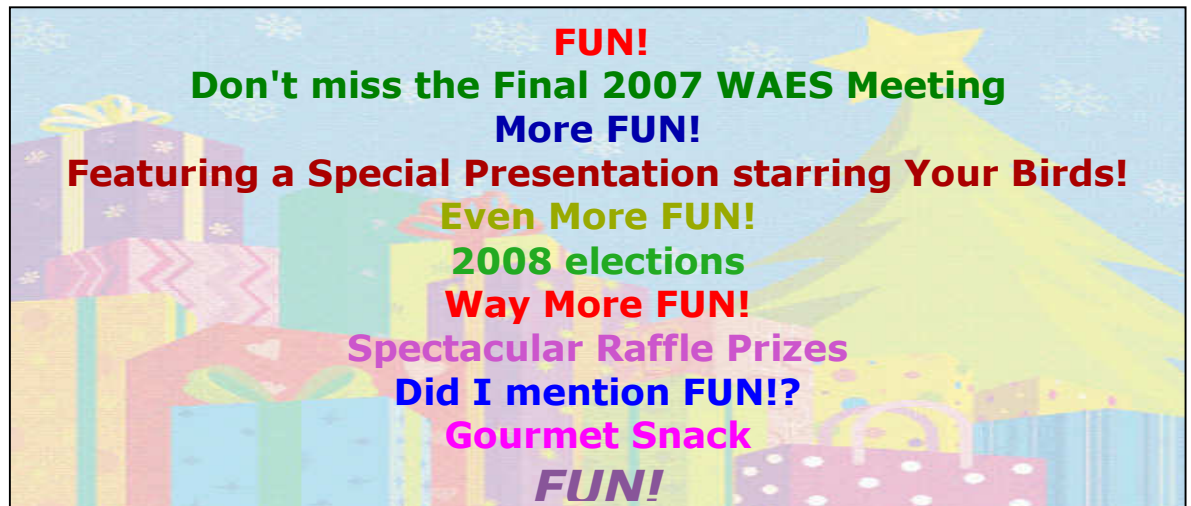 FUN!
Don't miss the Final 2007 WAES Meeting
More FUN!
Featuring a Special Presentation starring Your Birds!
Even More FUN!
2008 elections
Way More FUN!
Spectacular Raffle Prizes
Did I mention FUN!?
Gourmet Snack
FUN!